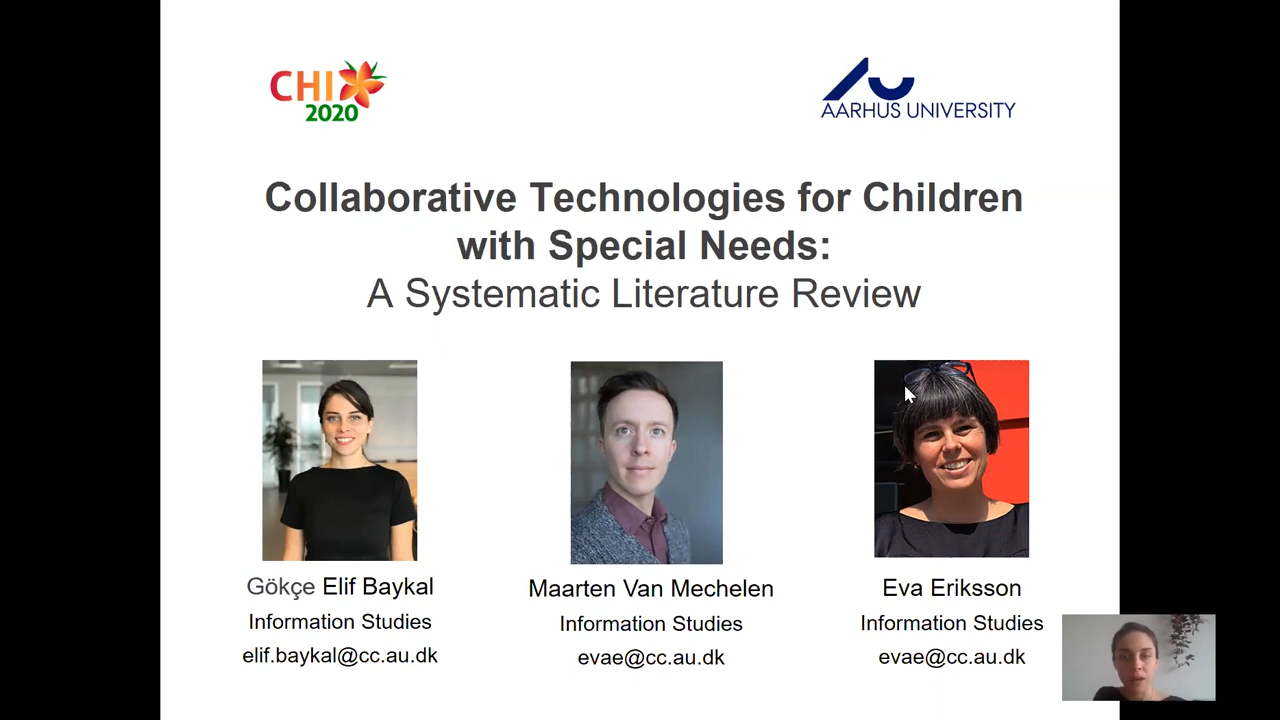 CHI
2020
AARHUS UNIVERSITY
Collaborative Technologies for Children
with Special Needs:
A Systematic Literature Review
Gökçe Elif Baykal
Information Studies
elif.baykal@cc.au.dk
Maarten Van Mechelen
Information Studies
evae@cc.au.dk
Eva Eriksson
Information Studies
evae@cc.au.dk